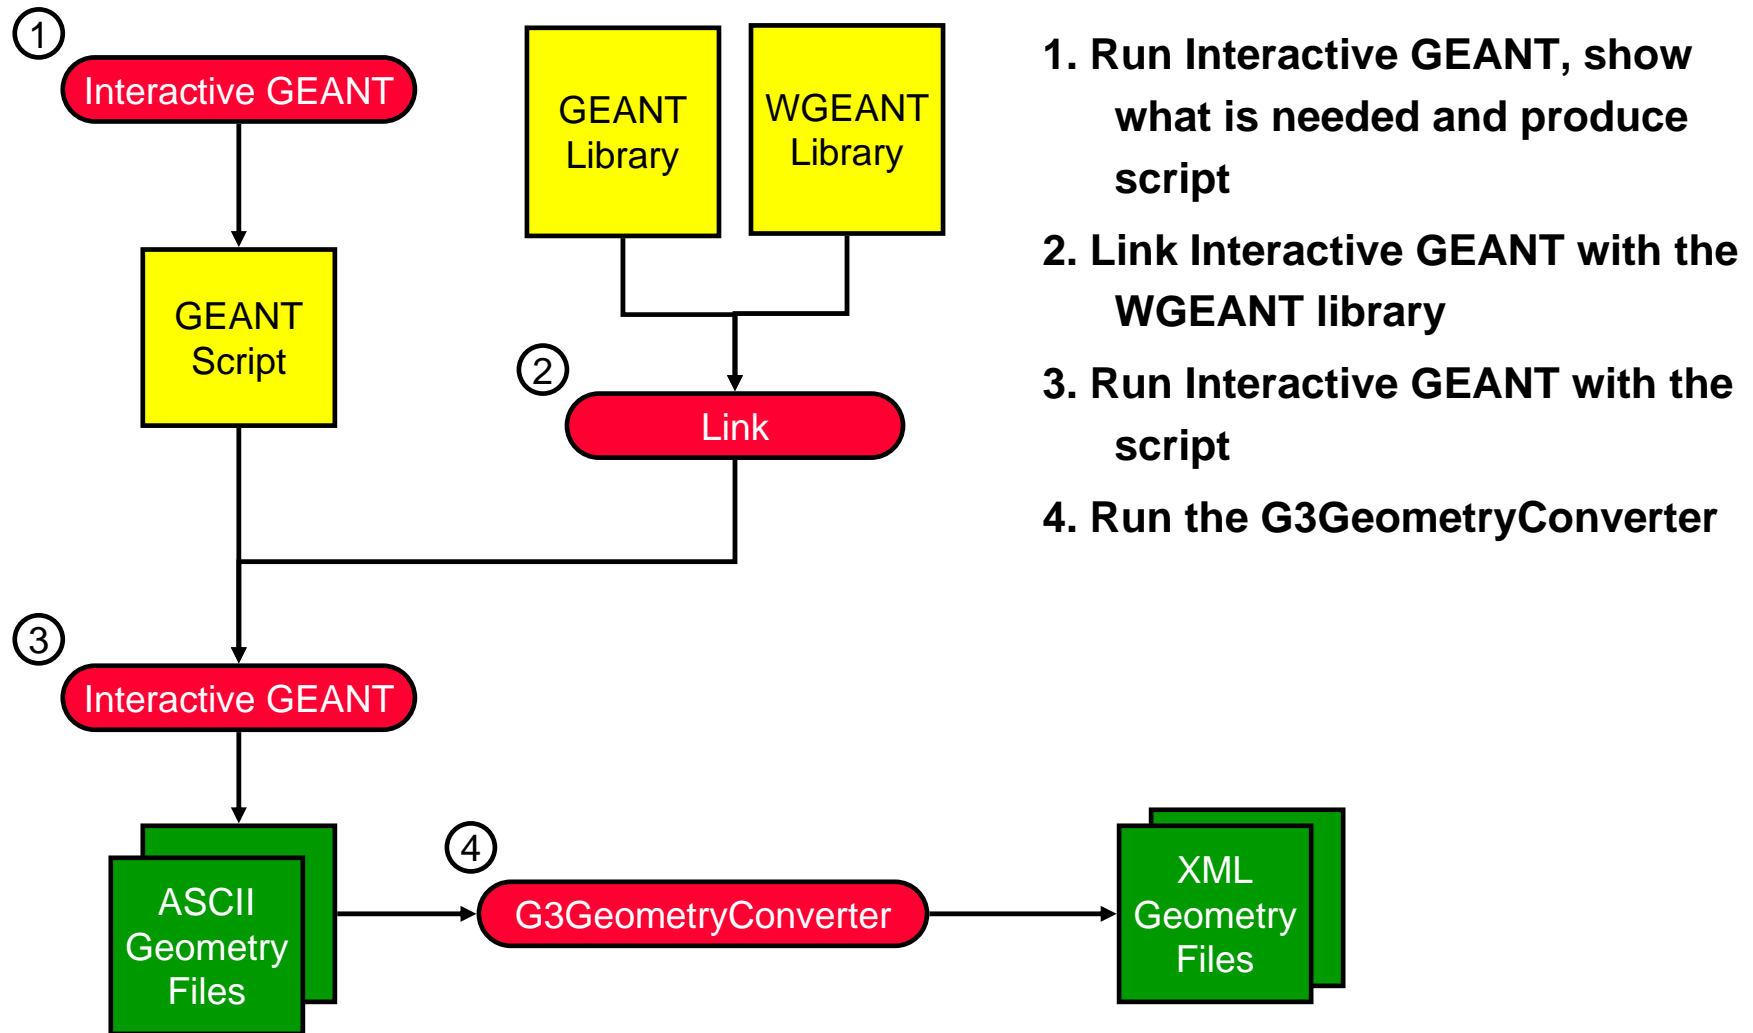 1
Interactive GEANT
GEANT
Library
WGEANT
Library
GEANT
Script
2
Link
3
Interactive GEANT
ASCII
Geometry
Files
4
G3GeometryConverter
XML
Geometry
Files
1. Run Interactive GEANT, show
what is needed and produce
script
2. Link Interactive GEANT with the
WGEANT library
3. Run Interactive GEANT with the
script
4. Run the G3GeometryConverter